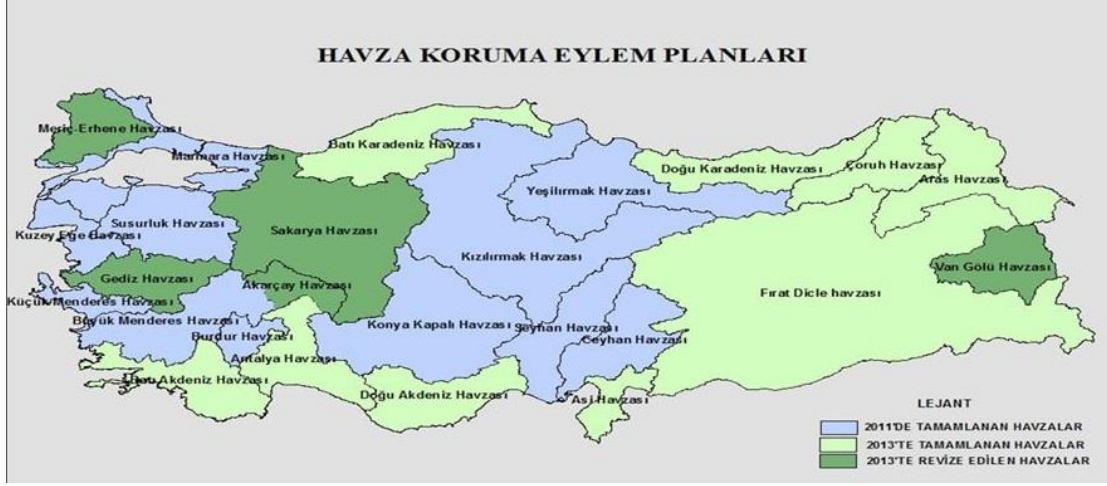 HAVZA KORUMA EYLEM PLANLARI
Meriç-Erhene Havzası
Marmara Havzası
Batı Karadeniz Havzası
Doğu Karadeniz Havzası
Çoruh Havzası
Aras Havzası
Yeşilırmak Havzası
Susurluk Havzası
Kuzey Ege Havzası
Sakarya Havzası
Kızılırmak Havzası
Van Gölü Havzası
Gediz Havzası
Akarçay Havzası
Fırat Dicle havzası
Küçük Menderes Havzası
Büyük Menderes Havzası
Burdur Havzası
Konya Kapalı Havzası
Seyhan Havzası
Ceyhan Havzası
Antalya Havzası
Batı Akdeniz Havzası
Doğu Akdeniz Havzası
Asi Havzası
LEJANT
2011'DE TAMAMLANAN HAVZALAR
2013'TE TAMAMLANAN HAVZALAR
2013'TE REVİZE EDİLEN HAVZALAR